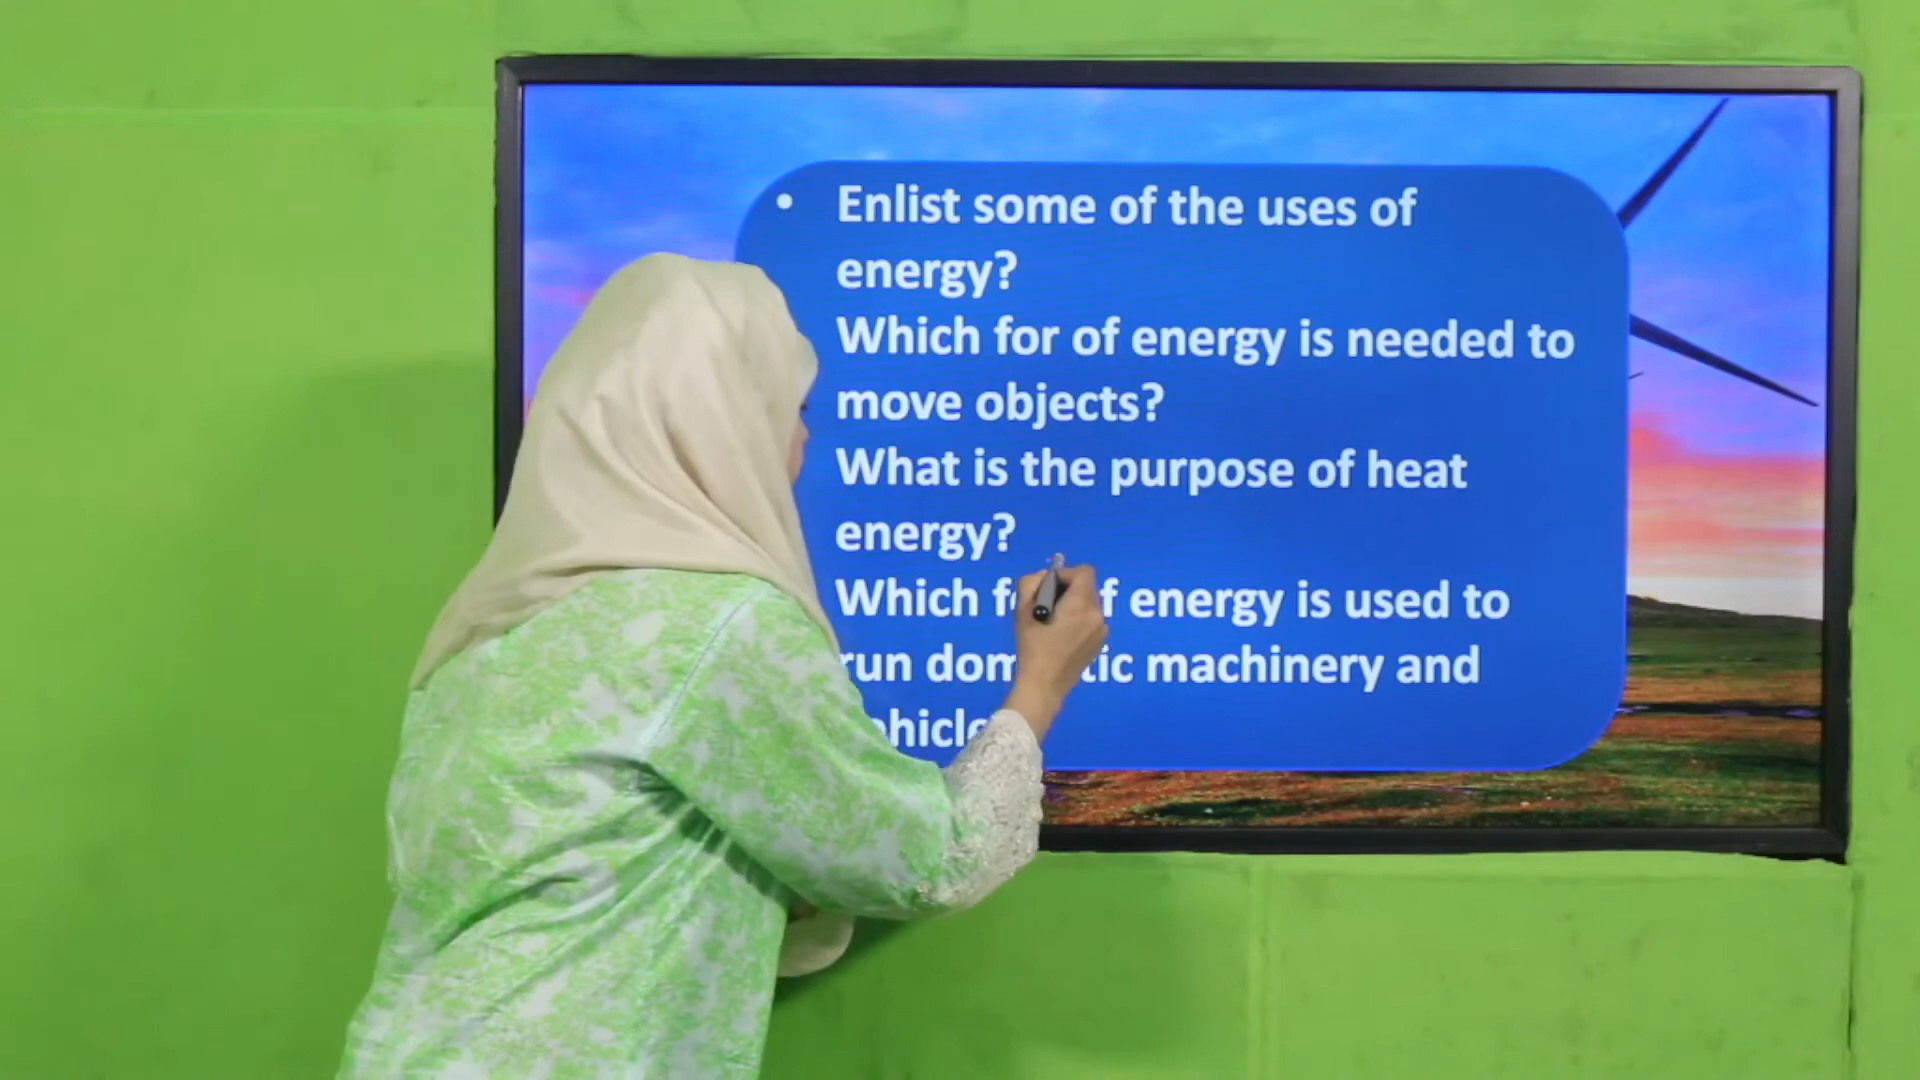 • Enlist some of the uses of
energy?
Which for of energy is needed to
move objects?
What is the purpose of heat
energy?
Which of energy is used to
run machinery and